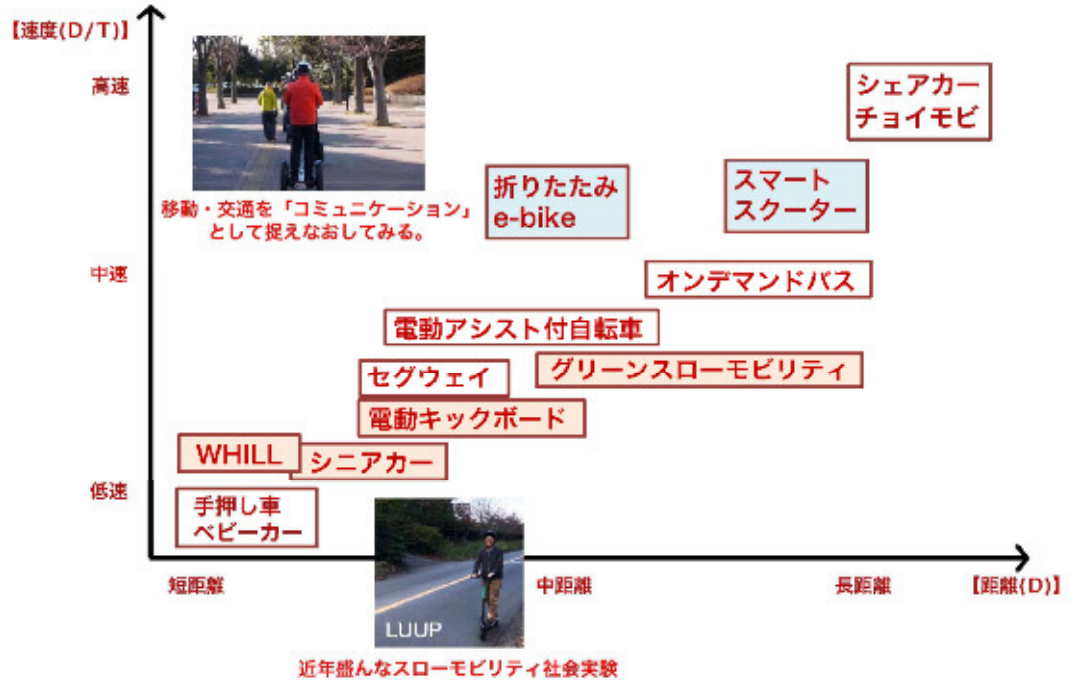 【速度(D/T)】
高速
シェアカー
チョイモビ
折りたたみ
e-bike
スマート
スクーター
移動・交通を「コミュニケーション」
として捉えなおしてみる。
中速
オンデマンドバス
電動アシスト付自転車
セグウェイ
グリーンスローモビリティ
電動キックボード
WHILL
シニアカー
低速
手押し車
ベビーカー
短距離
中距離
長距離
【距離(D)】
LUUP
近年盛んなスローモビリティ社会実験